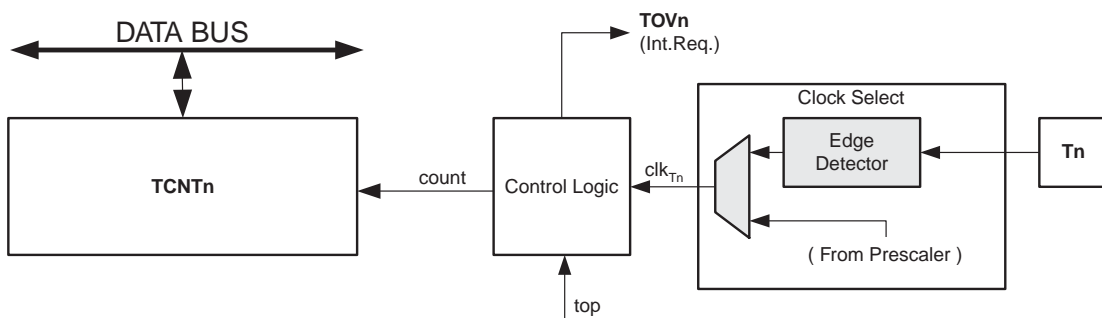 DATA BUS
TOVn
(Int.Req.)
Clock Select
Edge
Detector
Tn
TCNTn
count
Control Logic
clkTn
( From Prescaler )
top